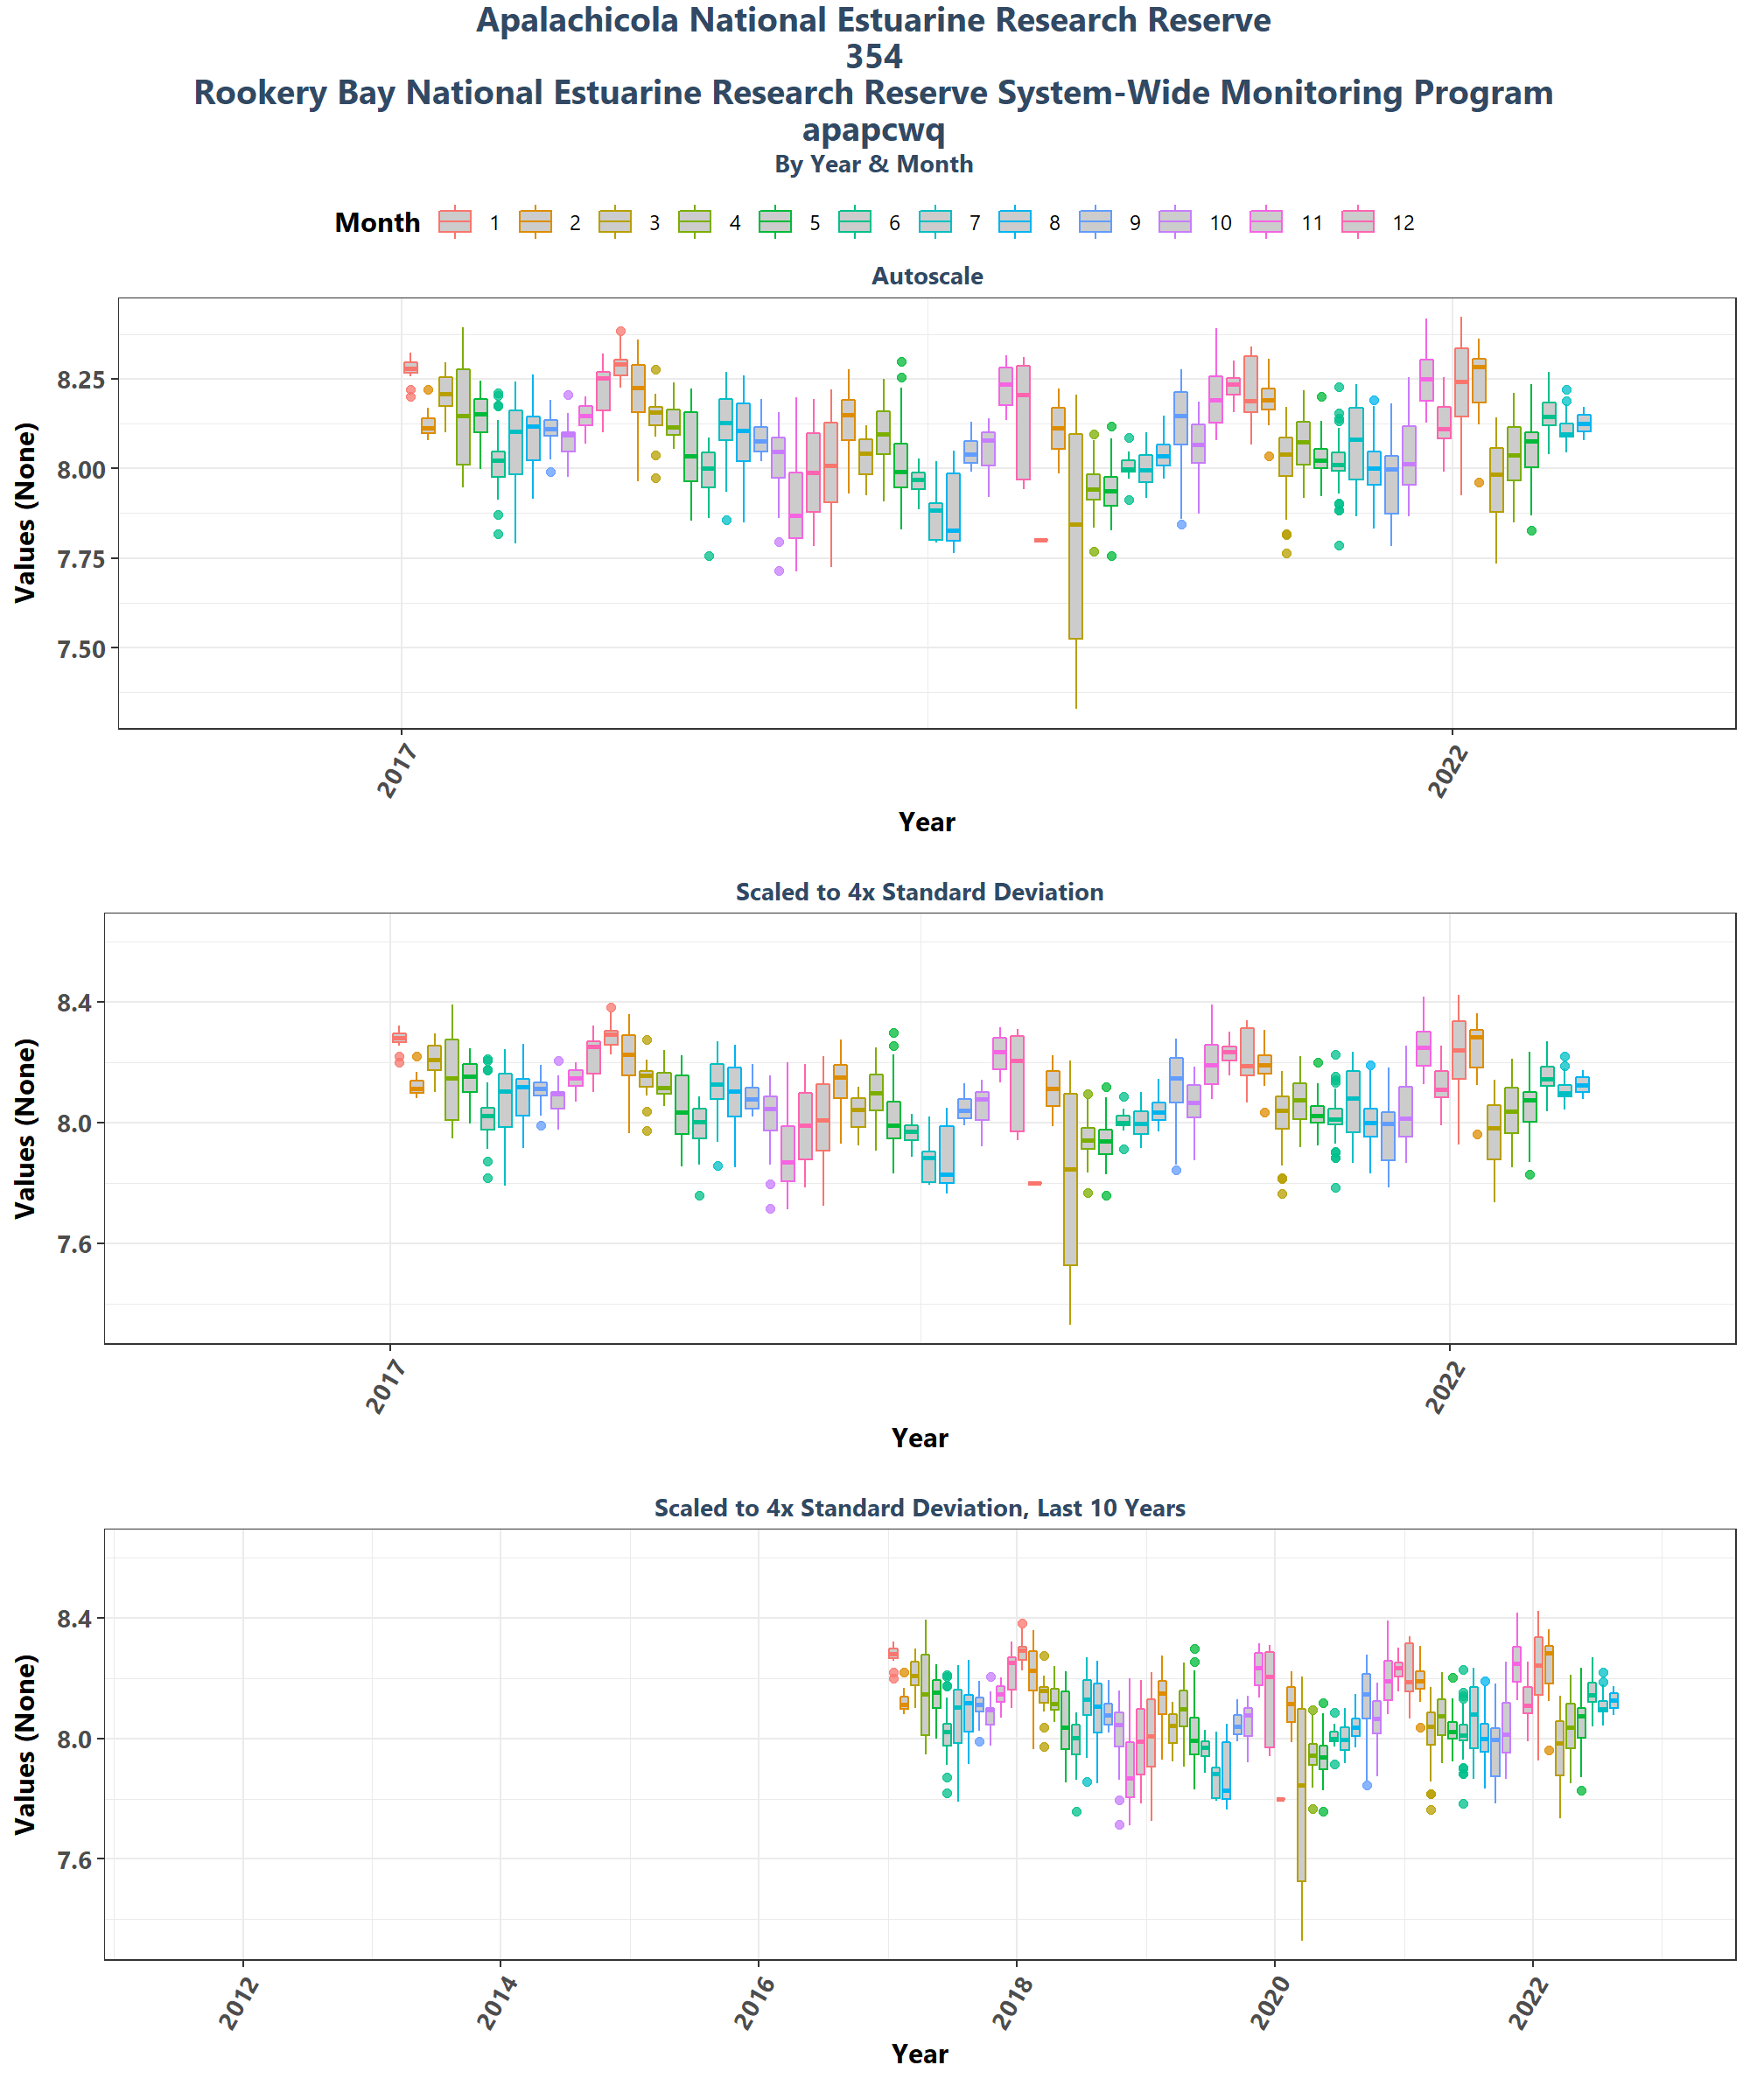 Apalachicola National Estuarine Research Reserve
354
Rookery Bay National Estuarine Research Reserve System-Wide Monitoring Program
apapcwq
By Year & Month
Month 1 2 3 4 5 6 7 8 9 10 11 12
Autoscale
Values (None)
8.25
8.00
7.75
7.50
2017 2022
Year
Scaled to 4x Standard Deviation
Values (None)
8.4
8.0
7.6
2017 2022
Year
Scaled to 4x Standard Deviation, Last 10 Years
Values (None)
8.4
8.0
7.6
2012 2014 2016 2018 2020 2022
Year